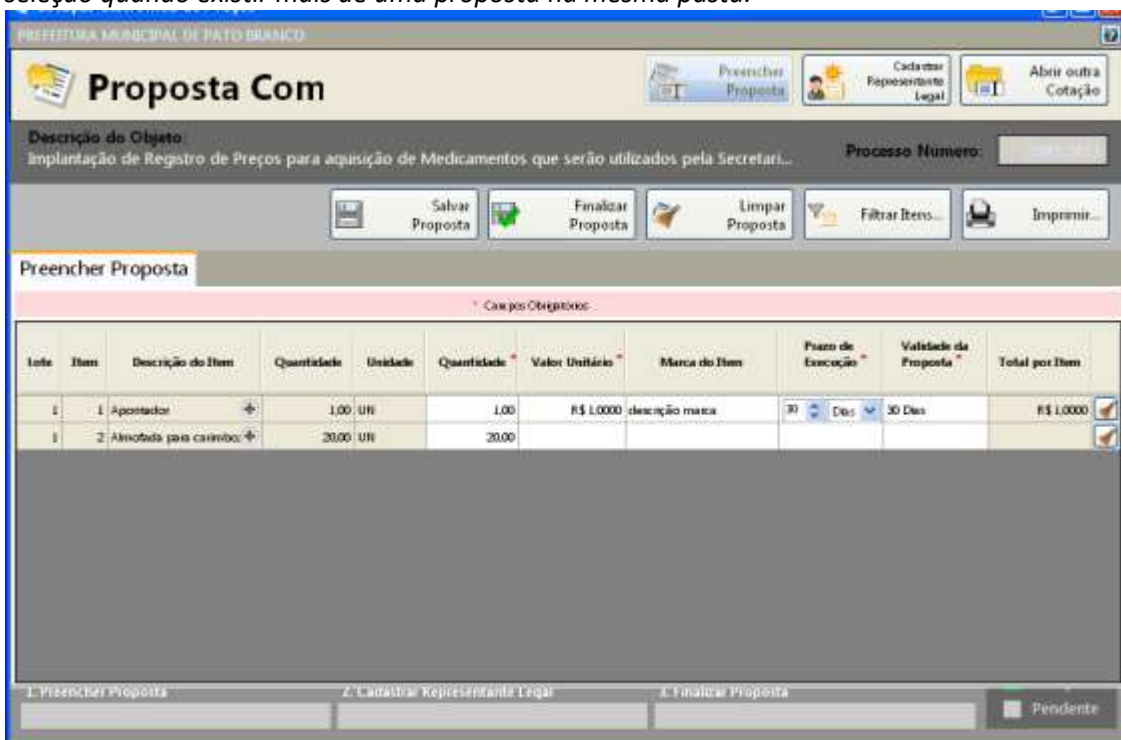 seleção quando existir mais de uma proposta na mesma pasta.
PREFEITURA MUNICIPAL DE PATO BRANCO
Proposta Com
Preencher
Proposta
Cadastrar
Representante
Legal
Abrir outra
Cotação
Descrição do Objeto:
Implantação de Registro de Preços para aquisição de Medicamentos que serão utilizados pela Secretari...
Processo Numero:
Salvar
Proposta
Finalizar
Proposta
Limpar
Proposta
Filtrar Itens...
Imprimir...
Preencher Proposta
* Campos Obrigatórios
Lote Item Descrição do Item Quantidade Unidade Quantidade * Valor Unitário * Marca do Item Prazo de Execução * Validade da Proposta * Total por Item
1 1 Apontador 1,00 UN 1,00 R$ 1,0000 descrição marca 30 Dias 30 Dias R$ 1,0000
1 2 Almofada para carimbo: 20,00 UN 20,00
1. Preencher Proposta 2. Cadastrar Representante Legal 3. Finalizar Proposta
Pendente